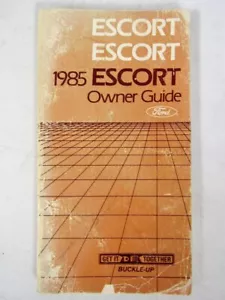 ESCORT
ESCORT
1985 ESCORT
Owner Guide
Ford
GET IT TOGETHER
BUCKLE-UP